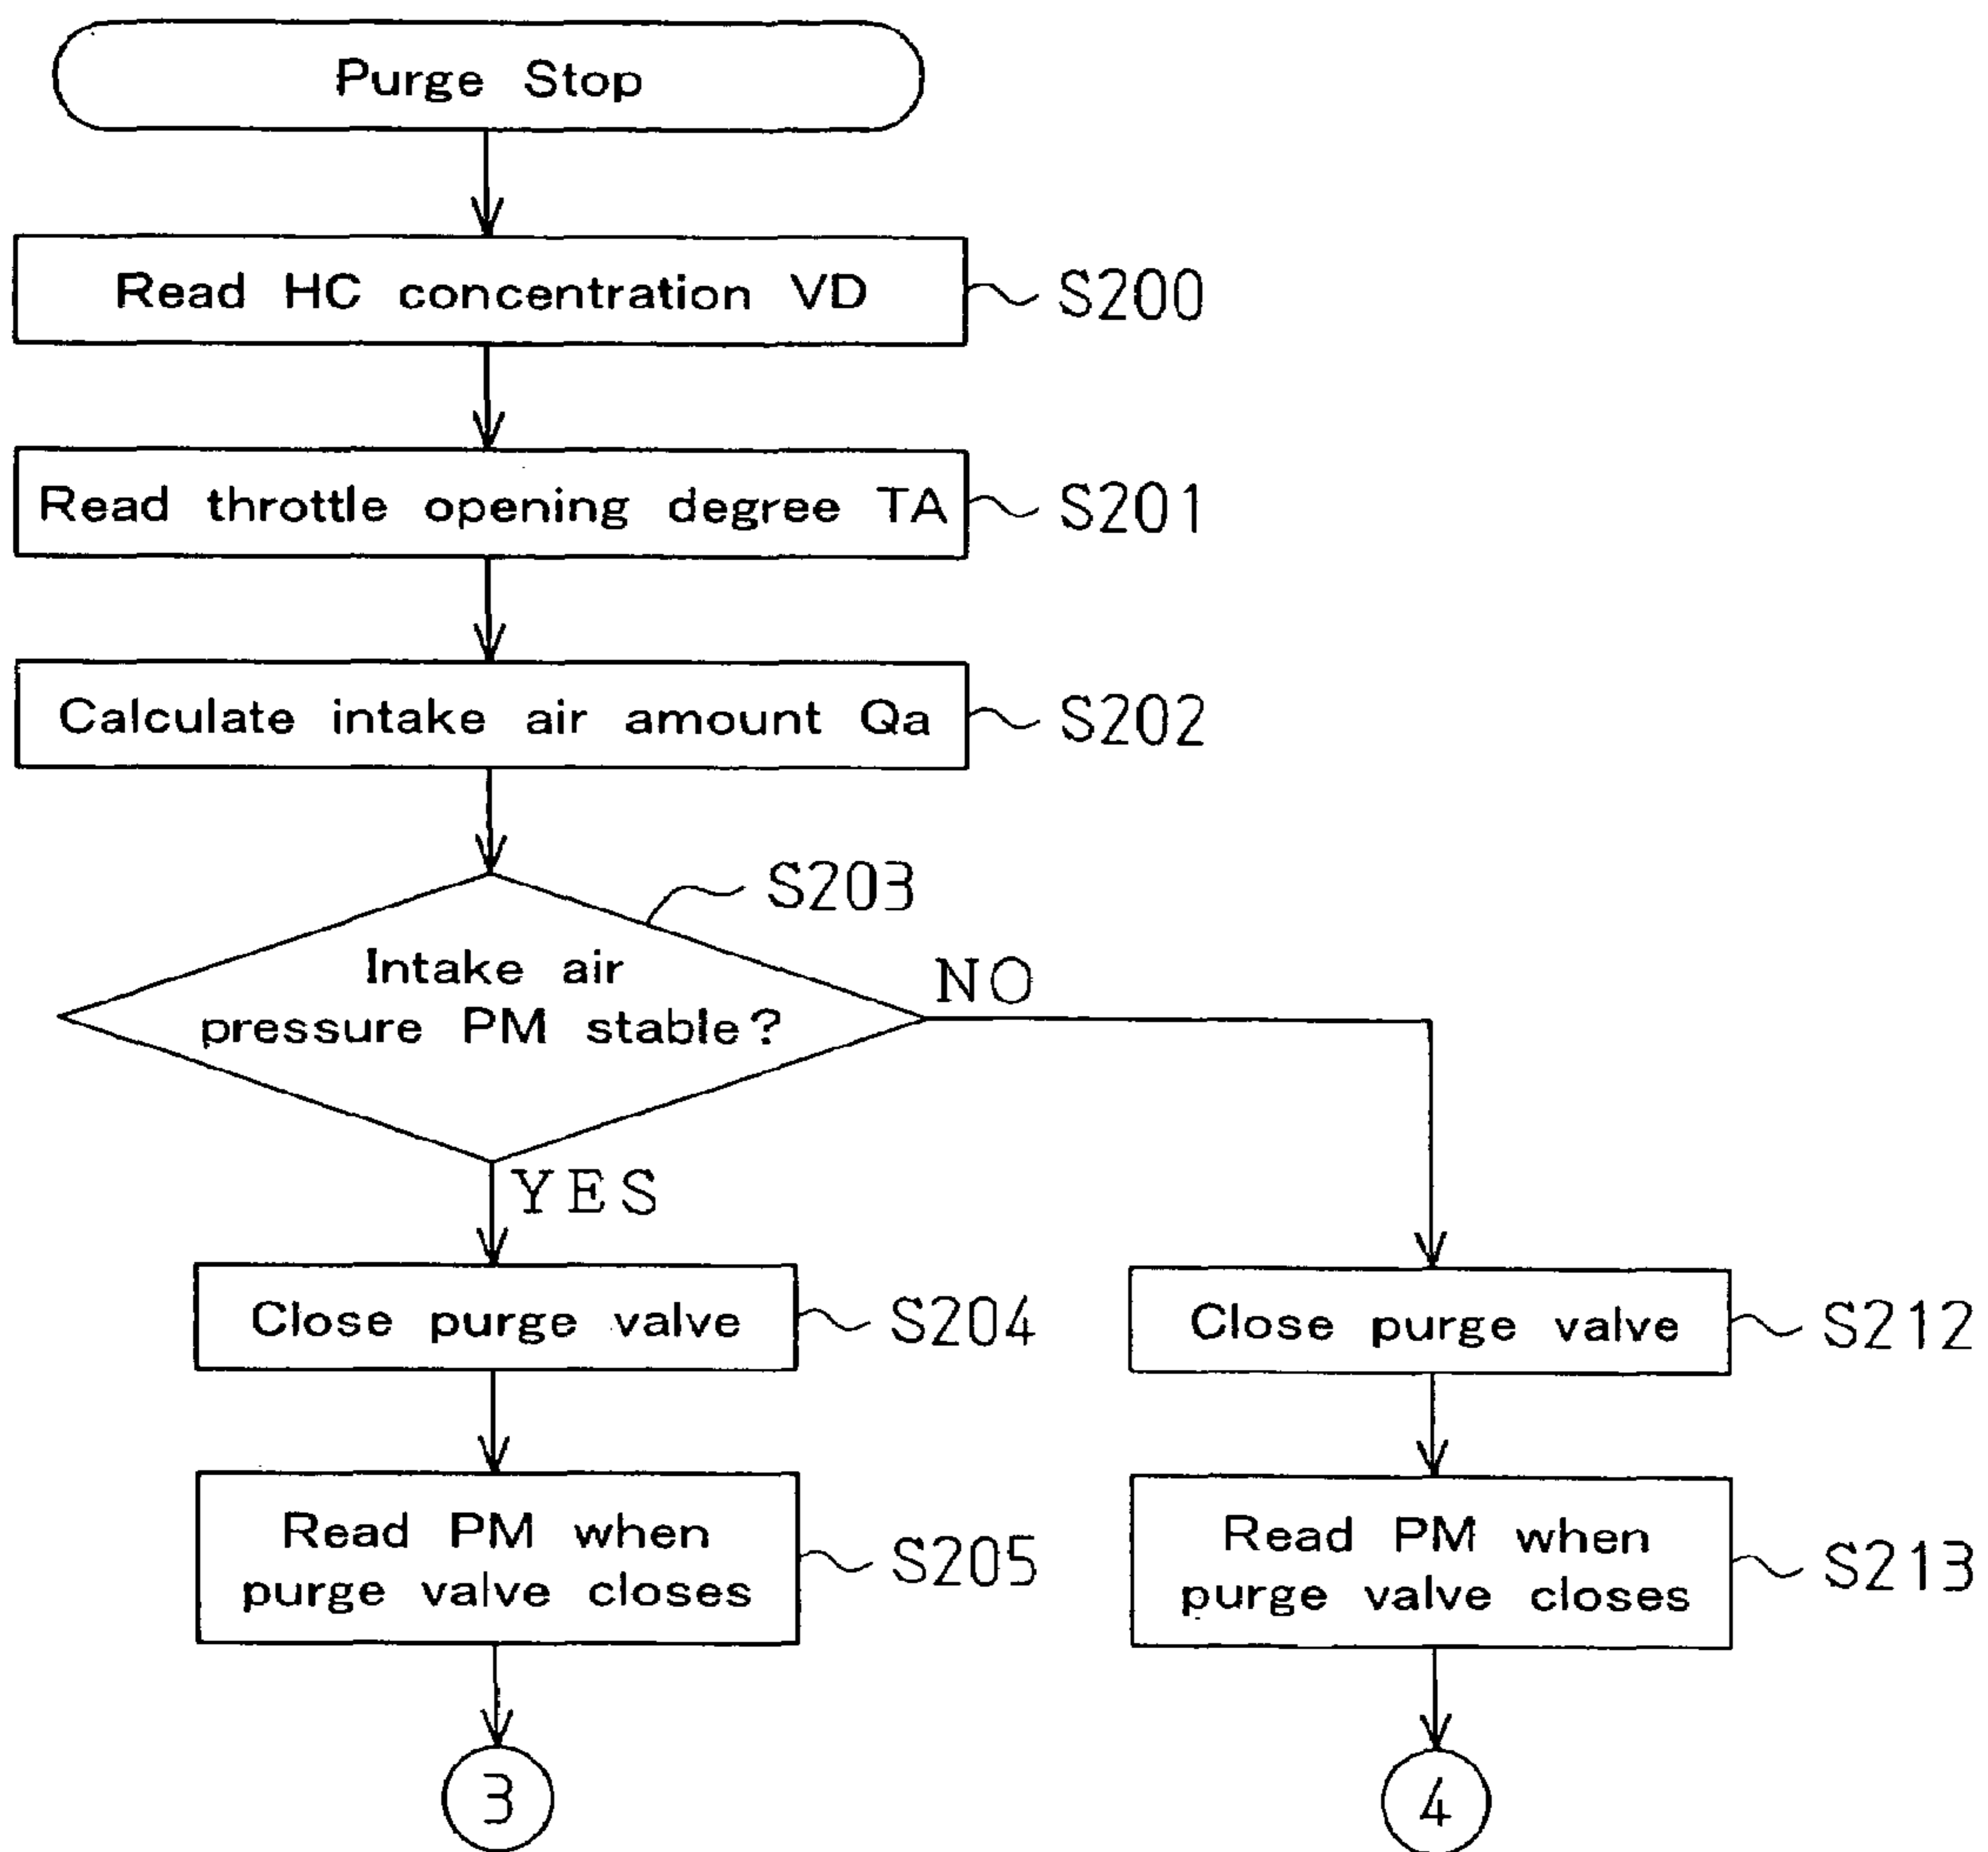 Purge Stop
Read HC concentration VD
S200
Read throttle opening degree TA
S201
Calculate intake air amount Qa
S202
S203
Intake air
pressure PM stable?
NO
YES
Close purge valve
S204
Close purge valve
S212
Read PM when
purge valve closes
S205
Read PM when
purge valve closes
S213
3
4